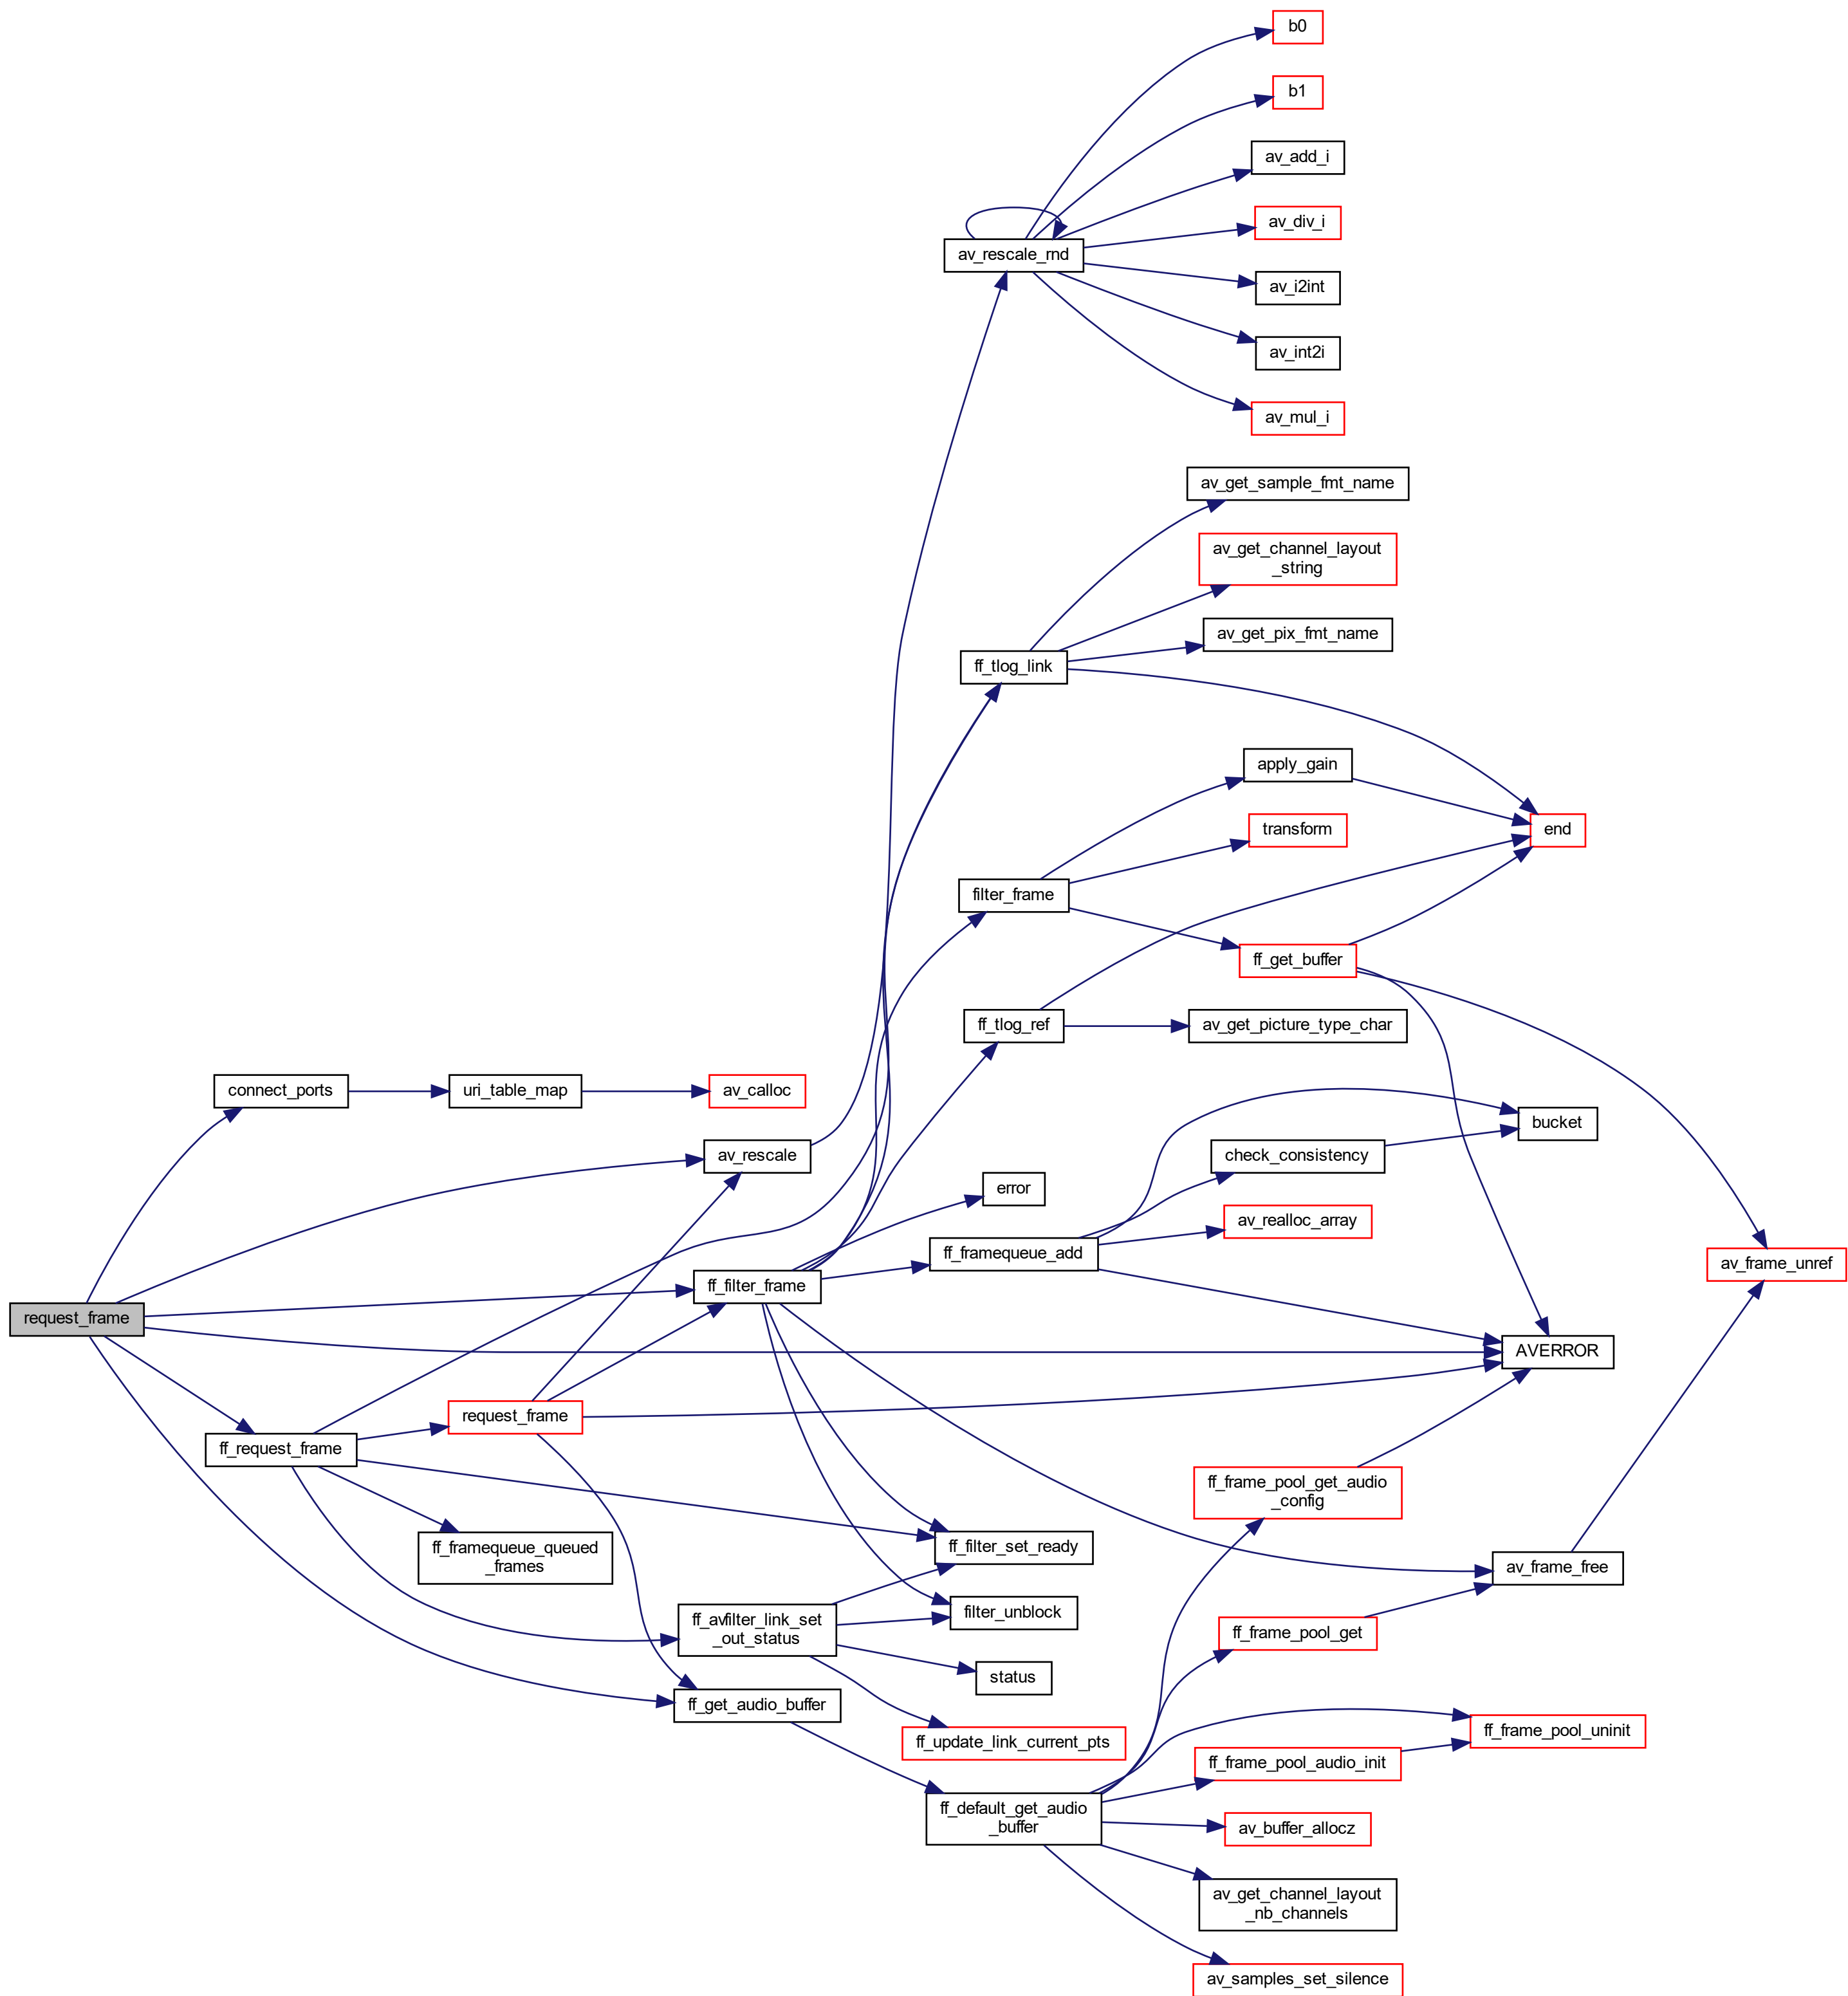 b0
b1
av_add_i
av_div_i
av_rescale_rnd
av_i2int
av_int2i
av_mul_i
av_get_sample_fmt_name
av_get_channel_layout
_string
av_get_pix_fmt_name
ff_tlog_link
apply_gain
end
transform
filter_frame
ff_get_buffer
ff_tlog_ref
av_get_picture_type_char
connect_ports
uri_table_map
av_calloc
bucket
av_rescale
check_consistency
error
av_realloc_array
ff_framequeue_add
av_frame_unref
ff_filter_frame
request_frame
AVERROR
request_frame
ff_request_frame
ff_frame_pool_get_audio
_config
ff_framequeue_queued
_frames
ff_filter_set_ready
av_frame_free
filter_unblock
ff_avfilter_link_set
_out_status
ff_frame_pool_get
status
ff_get_audio_buffer
ff_update_link_current_pts
ff_frame_pool_uninit
ff_frame_pool_audio_init
ff_default_get_audio
_buffer
av_buffer_allocz
av_get_channel_layout
_nb_channels
av_samples_set_silence